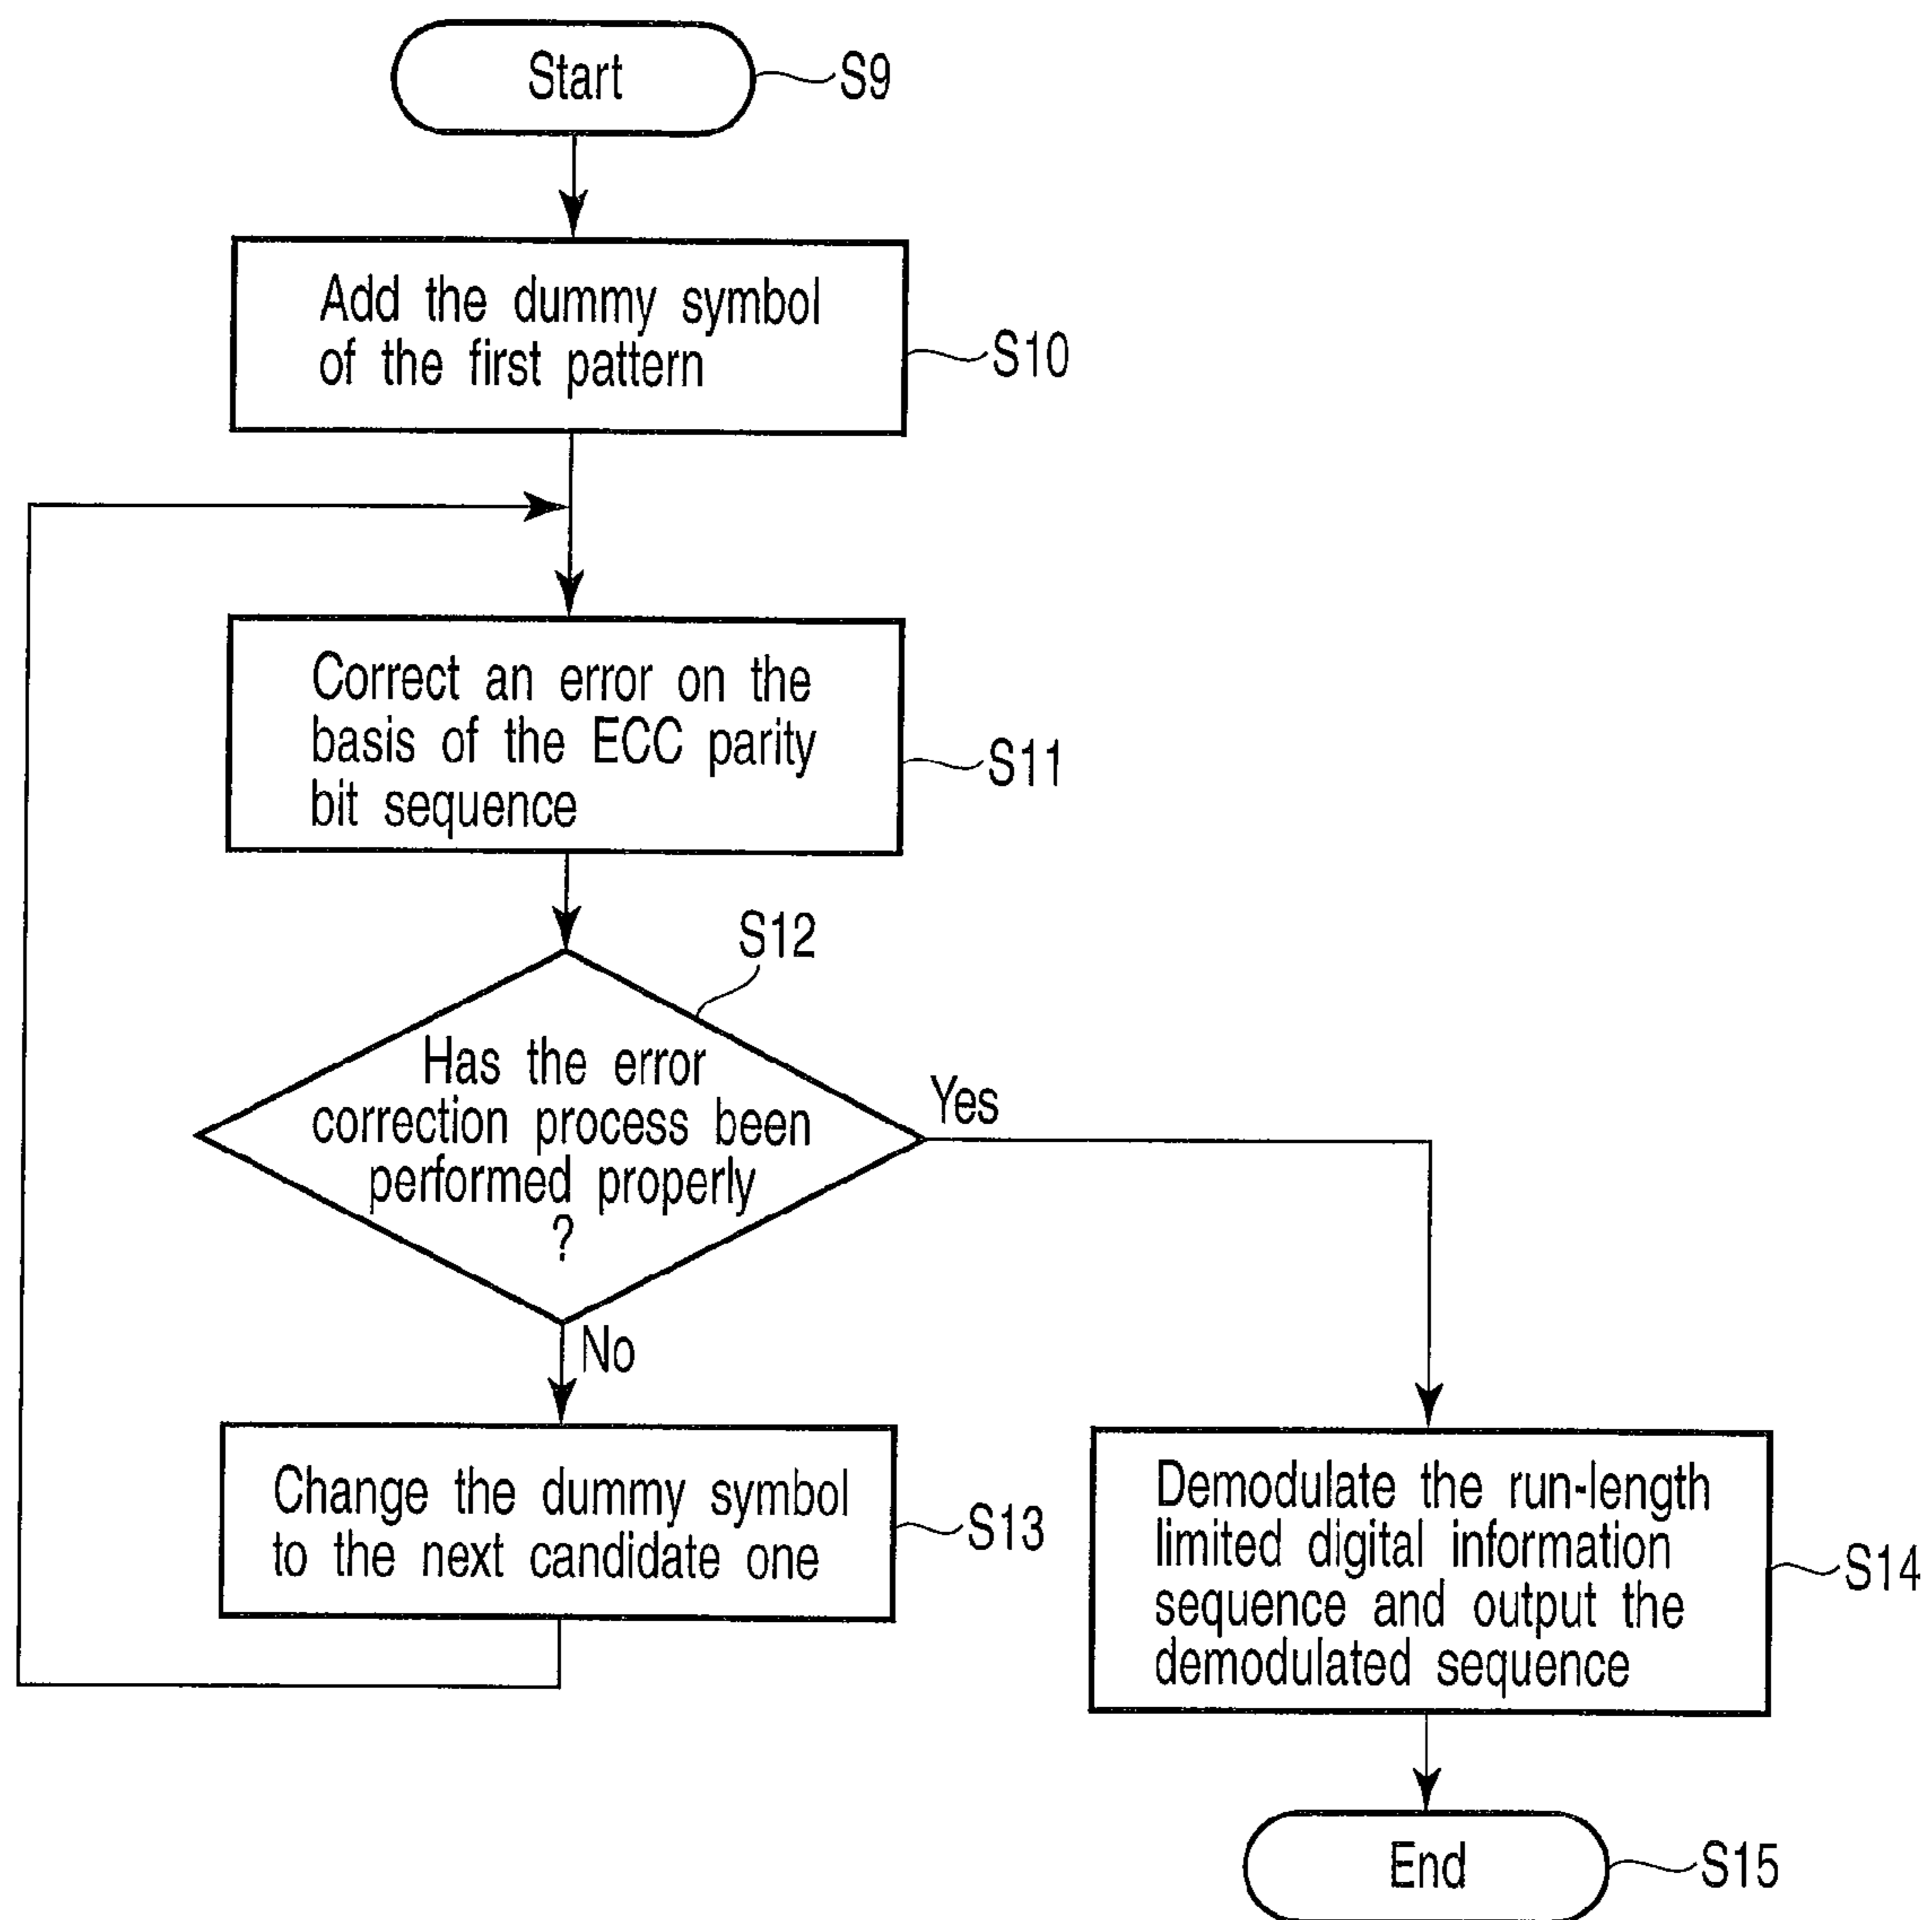 Start
S9
Add the dummy symbol
of the first pattern
S10
Correct an error on the
basis of the ECC parity
bit sequence
S11
S12
Has the error
correction process been
performed properly
?
Yes
No
Change the dummy symbol
to the next candidate one
S13
Demodulate the run-length
limited digital information
sequence and output the
demodulated sequence
S14
End
S15